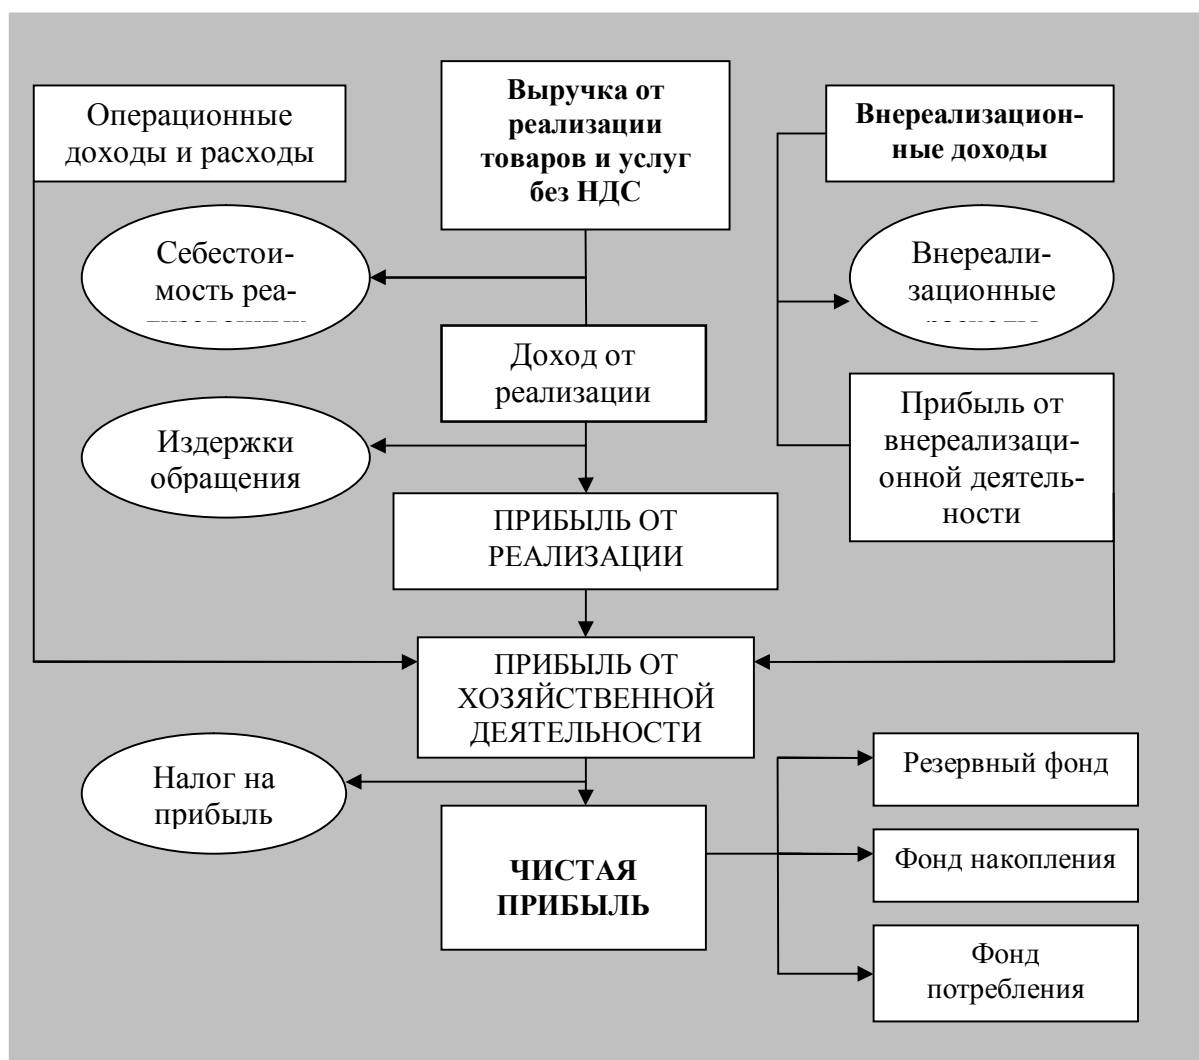 Операционные
доходы и расходы
Выручка от
реализации
товаров и услуг
без НДС
Внереализацион-
ные доходы
Себестои-
мость реа-
Внереали-
зационные
Доход от
реализации
Издержки
обращения
Прибыль от
внереализаци-
онной деятель-
ности
ПРИБЫЛЬ ОТ
РЕАЛИЗАЦИИ
ПРИБЫЛЬ ОТ
ХОЗЯЙСТВЕННОЙ
ДЕЯТЕЛЬНОСТИ
Налог на
прибыль
Резервный фонд
ЧИСТАЯ
ПРИБЫЛЬ
Фонд накопления
Фонд
потребления